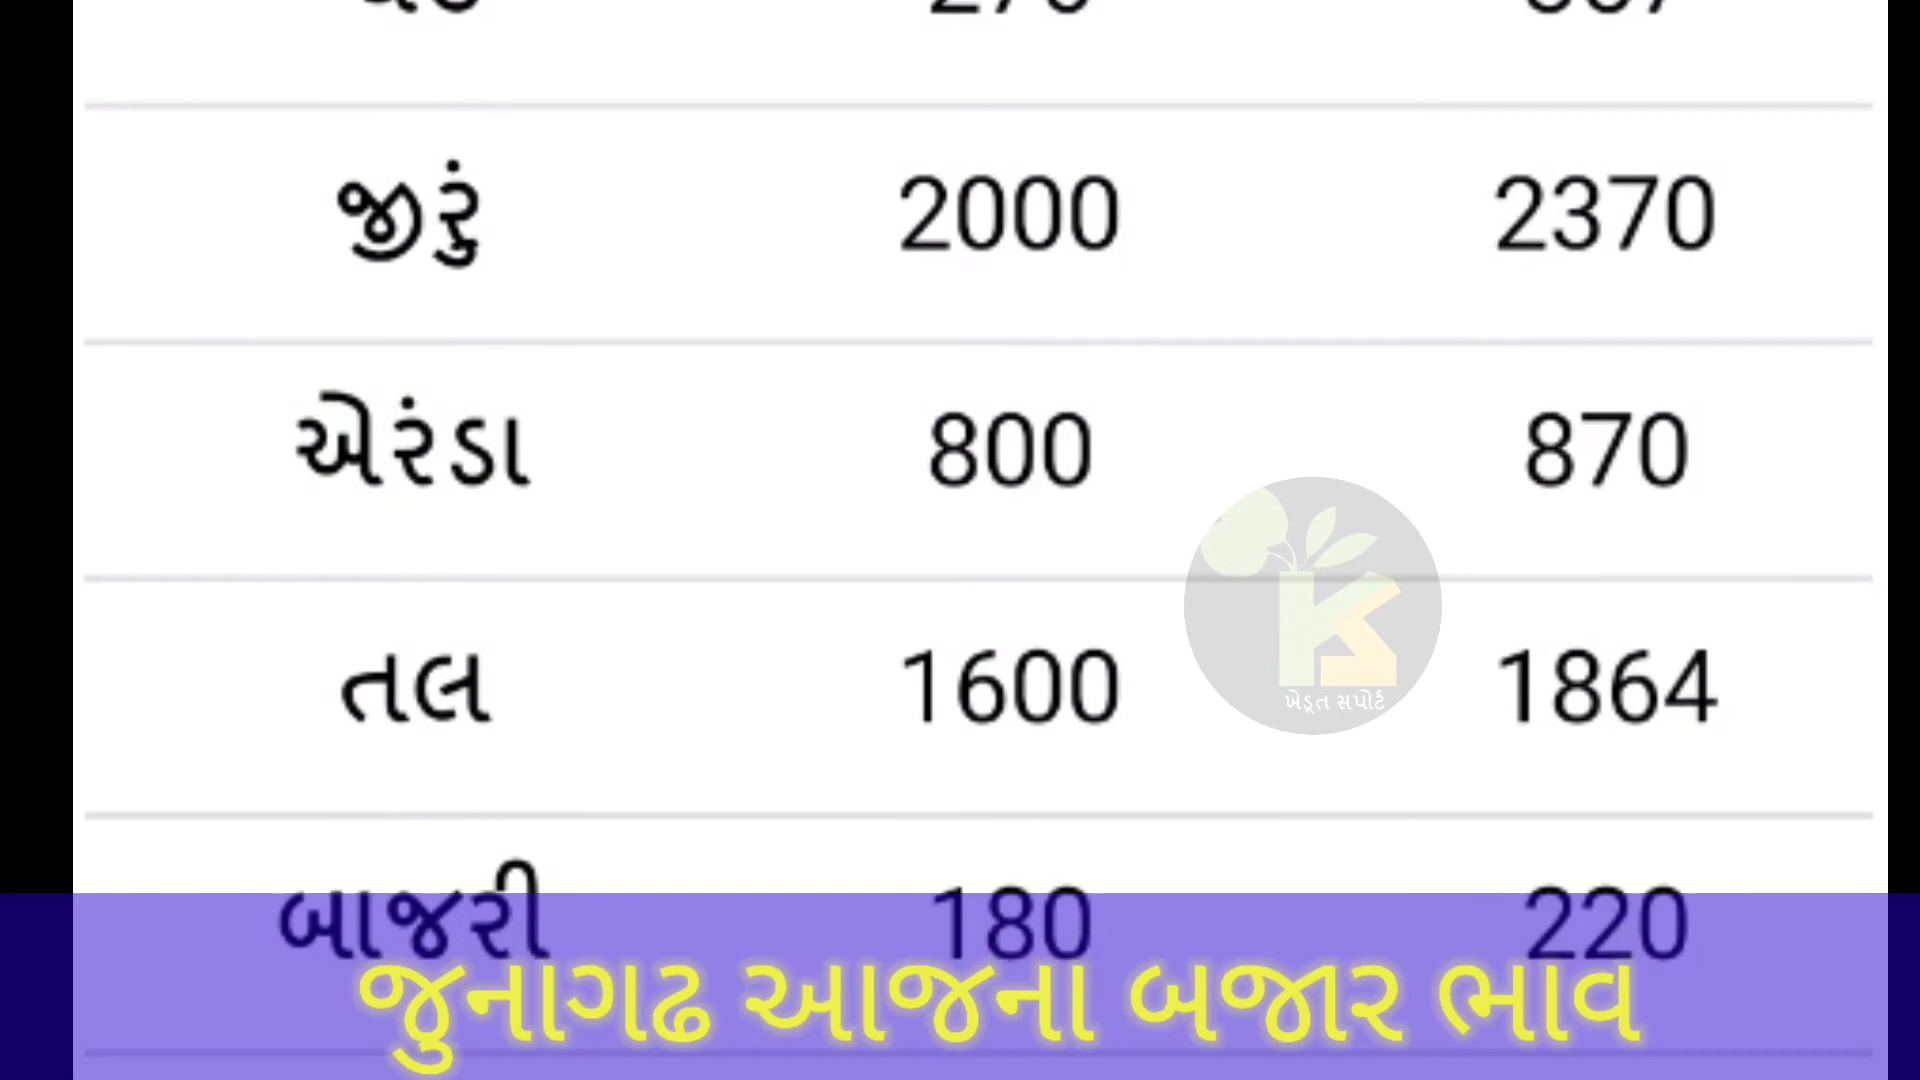 જીરું 2000 2370
એરંડા 800 870
તલ 1600 1864
ખેડૂત સપોર્ટ
બાજરી 180 220
જુનાગઢ આજના બજાર ભાવ